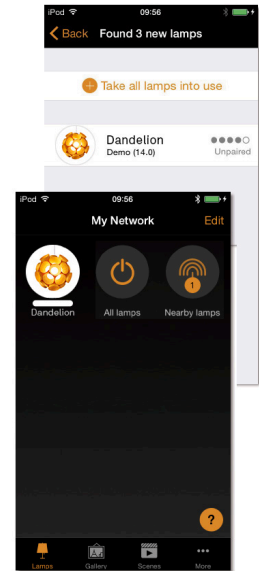 iPod 09:56
Back Found 3 new lamps
Take all lamps into use
Dandelion
Demo (14.0) Unpaired
iPod 09:56
My Network Edit
Dandelion All lamps Nearby lamps
1
?
Lamps Gallery Scenes More